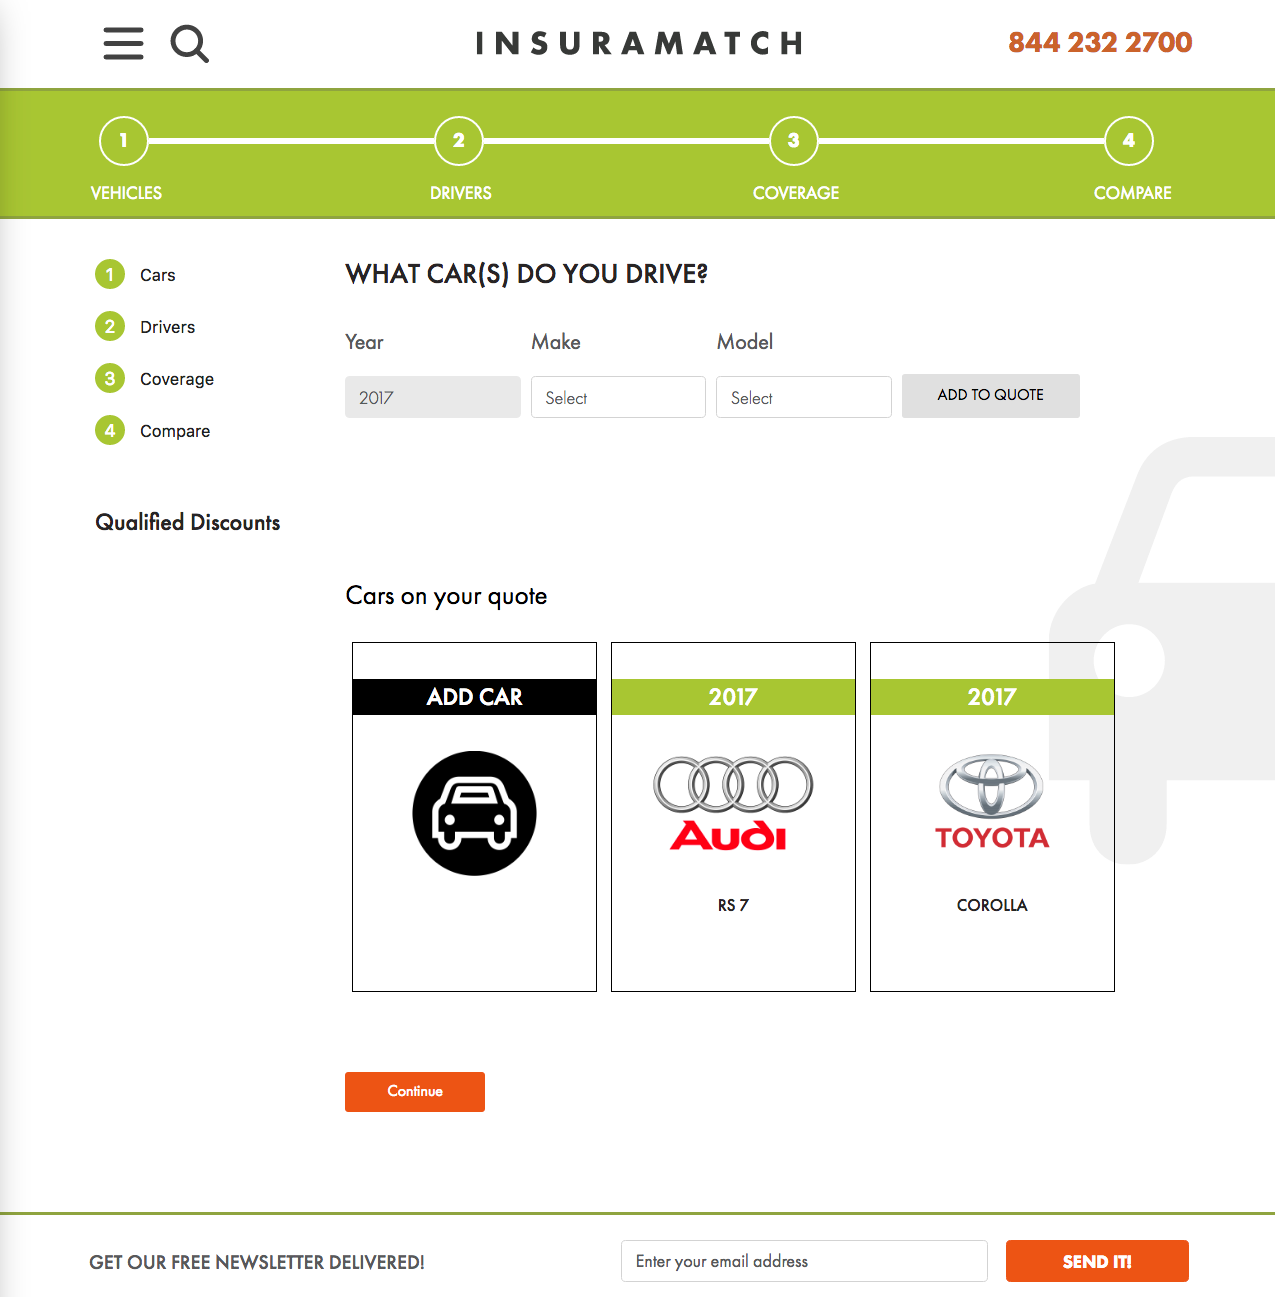 INSURAMATCH
844 232 2700
1 2 3 4
VEHICLES DRIVERS COVERAGE COMPARE
1 Cars
2 Drivers
3 Coverage
4 Compare
Qualified Discounts
WHAT CAR(S) DO YOU DRIVE?
Year Make Model
2017 Select Select ADD TO QUOTE
Cars on your quote
ADD CAR 2017 2017
Audi TOYOTA
RS 7 COROLLA
Continue
GET OUR FREE NEWSLETTER DELIVERED! Enter your email address SEND IT!